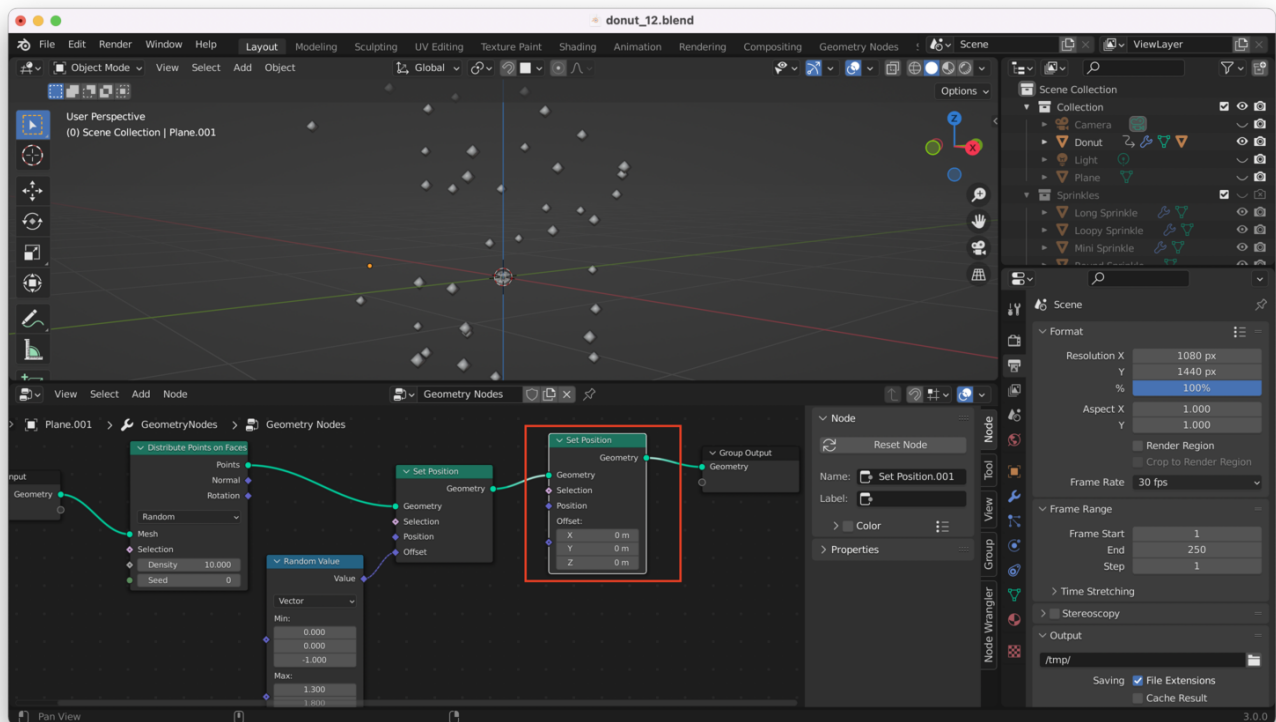 donut_12.blend
File Edit Render Window Help Layout Modeling Sculpting UV Editing Texture Paint Shading Animation Rendering Compositing Geometry Nodes Scene ViewLayer
Object Mode View Select Add Object Global
Options
User Perspective
(0) Scene Collection | Plane.001
Z
X
Scene Collection
Collection
Camera
Donut
Light
Plane
Sprinkles
Long Sprinkle
Loopy Sprinkle
Mini Sprinkle
View Select Add Node Geometry Nodes
Plane.001 > GeometryNodes > Geometry Nodes
Geometry
Distribute Points on Faces
Points
Normal
Rotation
Random
Mesh
Selection
Density 10.000
Seed 0
Random Value
Value
Vector
Min:
0.000
0.000
-1.000
Max:
1.300
1.800
Set Position
Geometry
Geometry
Selection
Position
Offset
Set Position
Geometry
Geometry
Selection
Position
Offset:
X 0 m
Y 0 m
Z 0 m
Group Output
Geometry
Node
Reset Node
Name: Set Position.001
Label:
Color
Properties
Node
Tool
View
Group
Node Wrangler
Scene
Format
Resolution X 1080 px
Y 1440 px
% 100%
Aspect X 1.000
Y 1.000
Render Region
Crop to Render Region
Frame Rate 30 fps
Frame Range
Frame Start 1
End 250
Step 1
Time Stretching
Stereoscopy
Output
/tmp/
Saving File Extensions
Cache Result
Pan View
3.0.0